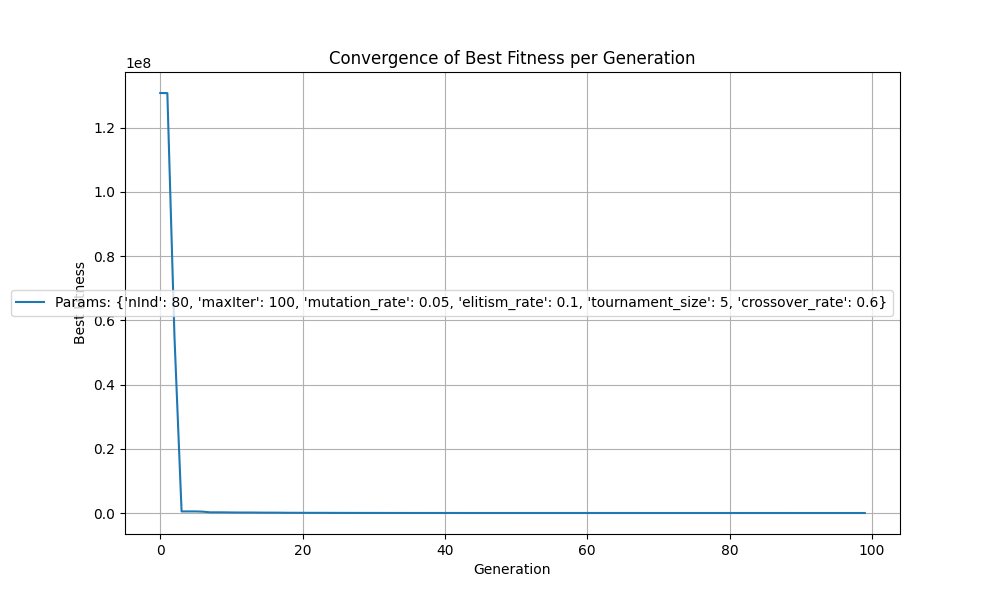 Convergence of Best Fitness per Generation
1e8
1.2
1.0
0.8
Params: {'nInd': 80, 'maxIter': 100, 'mutation_rate': 0.05, 'elitism_rate': 0.1, 'tournament_size': 5, 'crossover_rate': 0.6}
0.6
0.4
0.2
0.0
Best Fitness
0 20 40 60 80 100
Generation